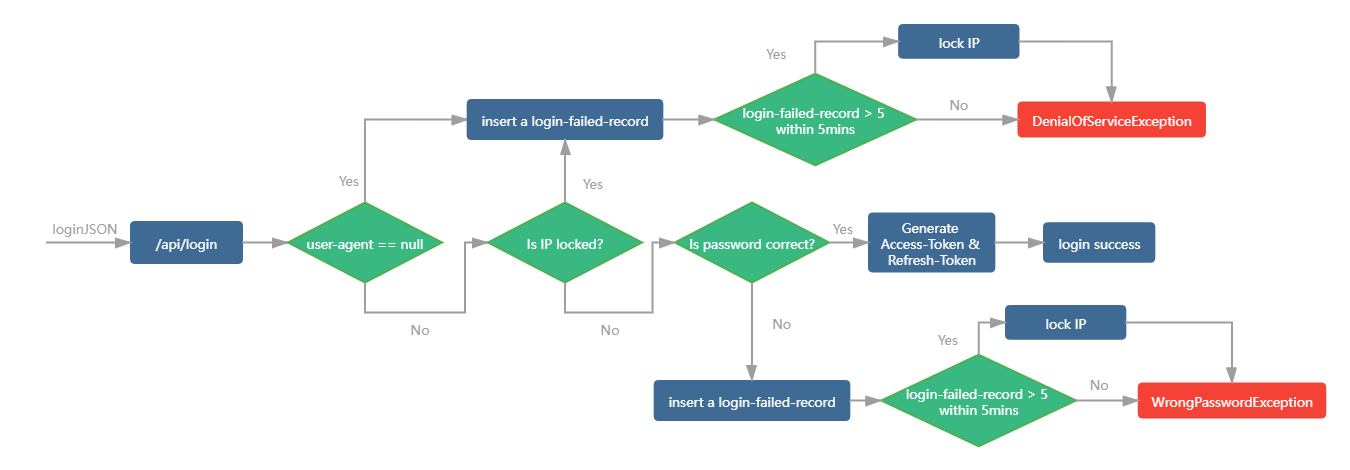 lock IP
Yes
insert a login-failed-record
login-failed-record > 5
within 5mins
No
DenialOfServiceException
Yes
Yes
loginJSON
/api/login
user-agent == null
Is IP locked?
Is password correct?
Yes
Generate
Access-Token &
Refresh-Token
login success
No
No
No
lock IP
Yes
insert a login-failed-record
login-failed-record > 5
within 5mins
No
WrongPasswordException